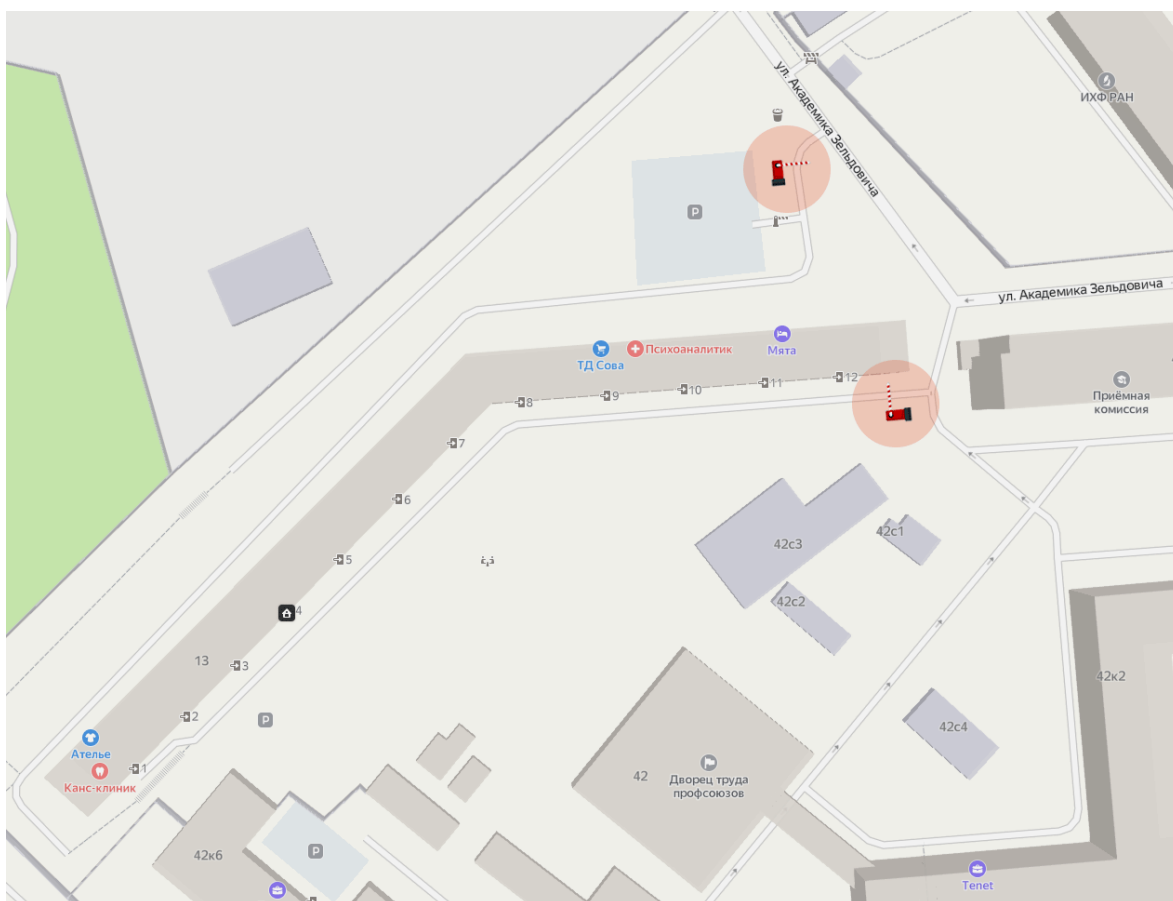 ИХФ РАН
ул. Академика Зельдовича
P
ул. Академика Зельдовича
Мята
Психоаналитик
ТД Сова
12
11
10
9
8
Приёмная
комиссия
7
6
42с3
42с1
5
42с2
4
13
3
42к2
2
P
42с4
Ателье
1
Канс-клиник
42
Дворец труда
профсоюзов
42к6
P
Tenet